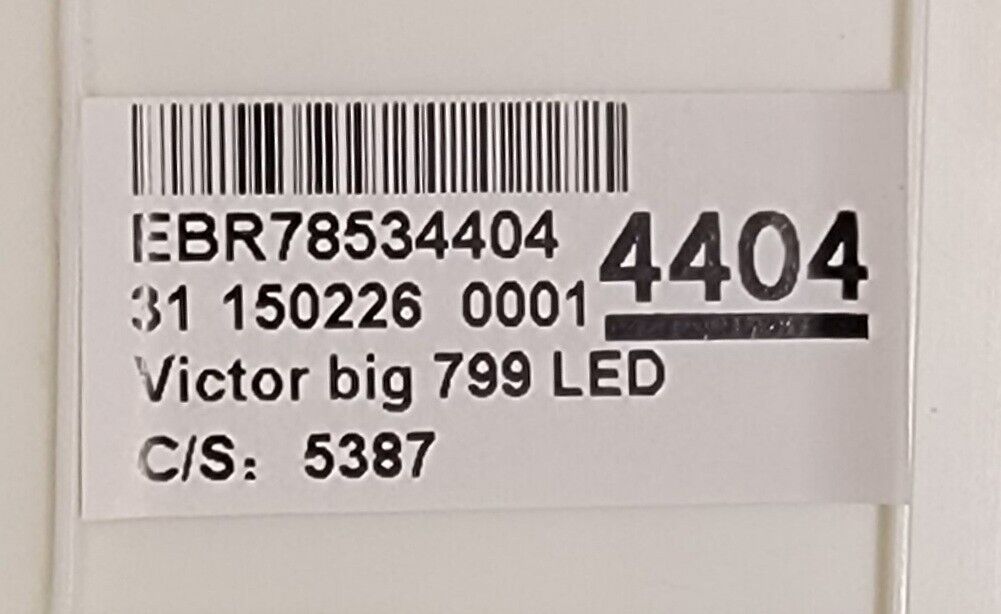 EBR78534404
4404
31 150226 0001
Victor big 799 LED
C/S: 5387